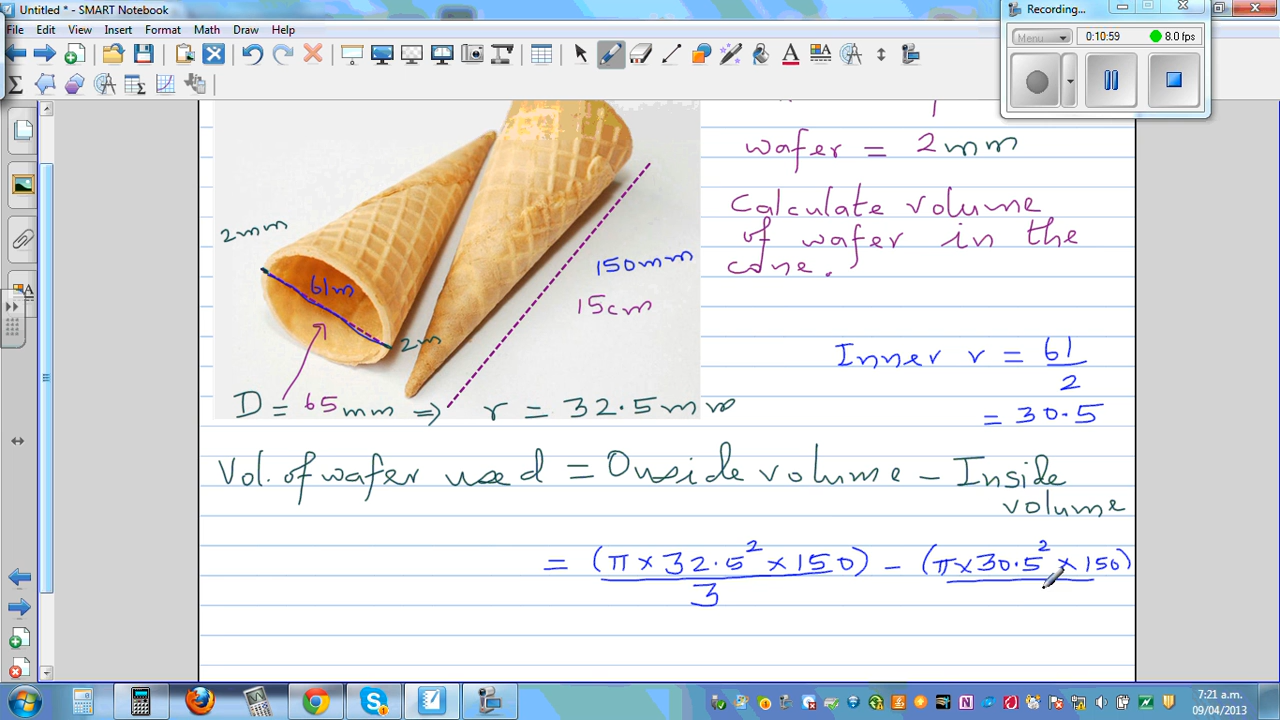 Untitled * - SMART Notebook
Recording...
File Edit View Insert Format Math Draw Help
Menu 0:10:59 8.0 fps
wafer = 2mm
Calculate volume
of wafer in the
cone.
2mm
61m
150mm
15cm
2m
Inner r = 61
2
= 30.5
D = 65mm ⇒ r = 32.5mm
Vol. of wafer used = Ouside volume - Inside
volume
= (π × 32.5² × 150) - (π × 30.5² × 150)
3
7:21 a.m.
09/04/2013